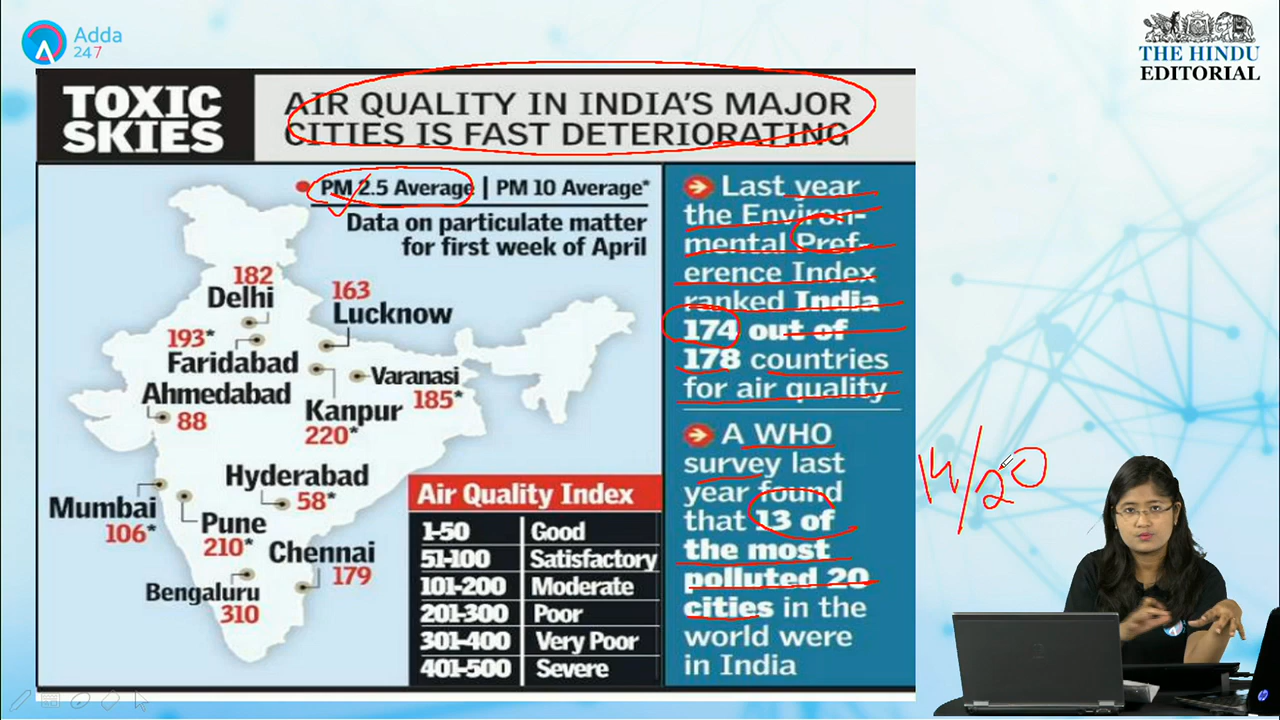 Adda
247
THE HINDU
EDITORIAL
TOXIC
SKIES
AIR QUALITY IN INDIA'S MAJOR
CITIES IS FAST DETERIORATING
PM 2.5 Average | PM 10 Average*
Data on particulate matter
for first week of April
182
Delhi
163
Lucknow
193*
Faridabad
Ahmedabad
88
Varanasi
185*
Kanpur
220*
Hyderabad
58*
Mumbai
106*
Pune
210*
Chennai
179
Bengaluru
310
Air Quality Index
1-50 Good
51-100 Satisfactory
101-200 Moderate
201-300 Poor
301-400 Very Poor
401-500 Severe
Last year
the Environ-
mental Pref-
erence Index
ranked India
174 out of
178 countries
for air quality
A WHO
survey last
year found
that 13 of
the most
polluted 20
cities in the
world were
in India
14/20